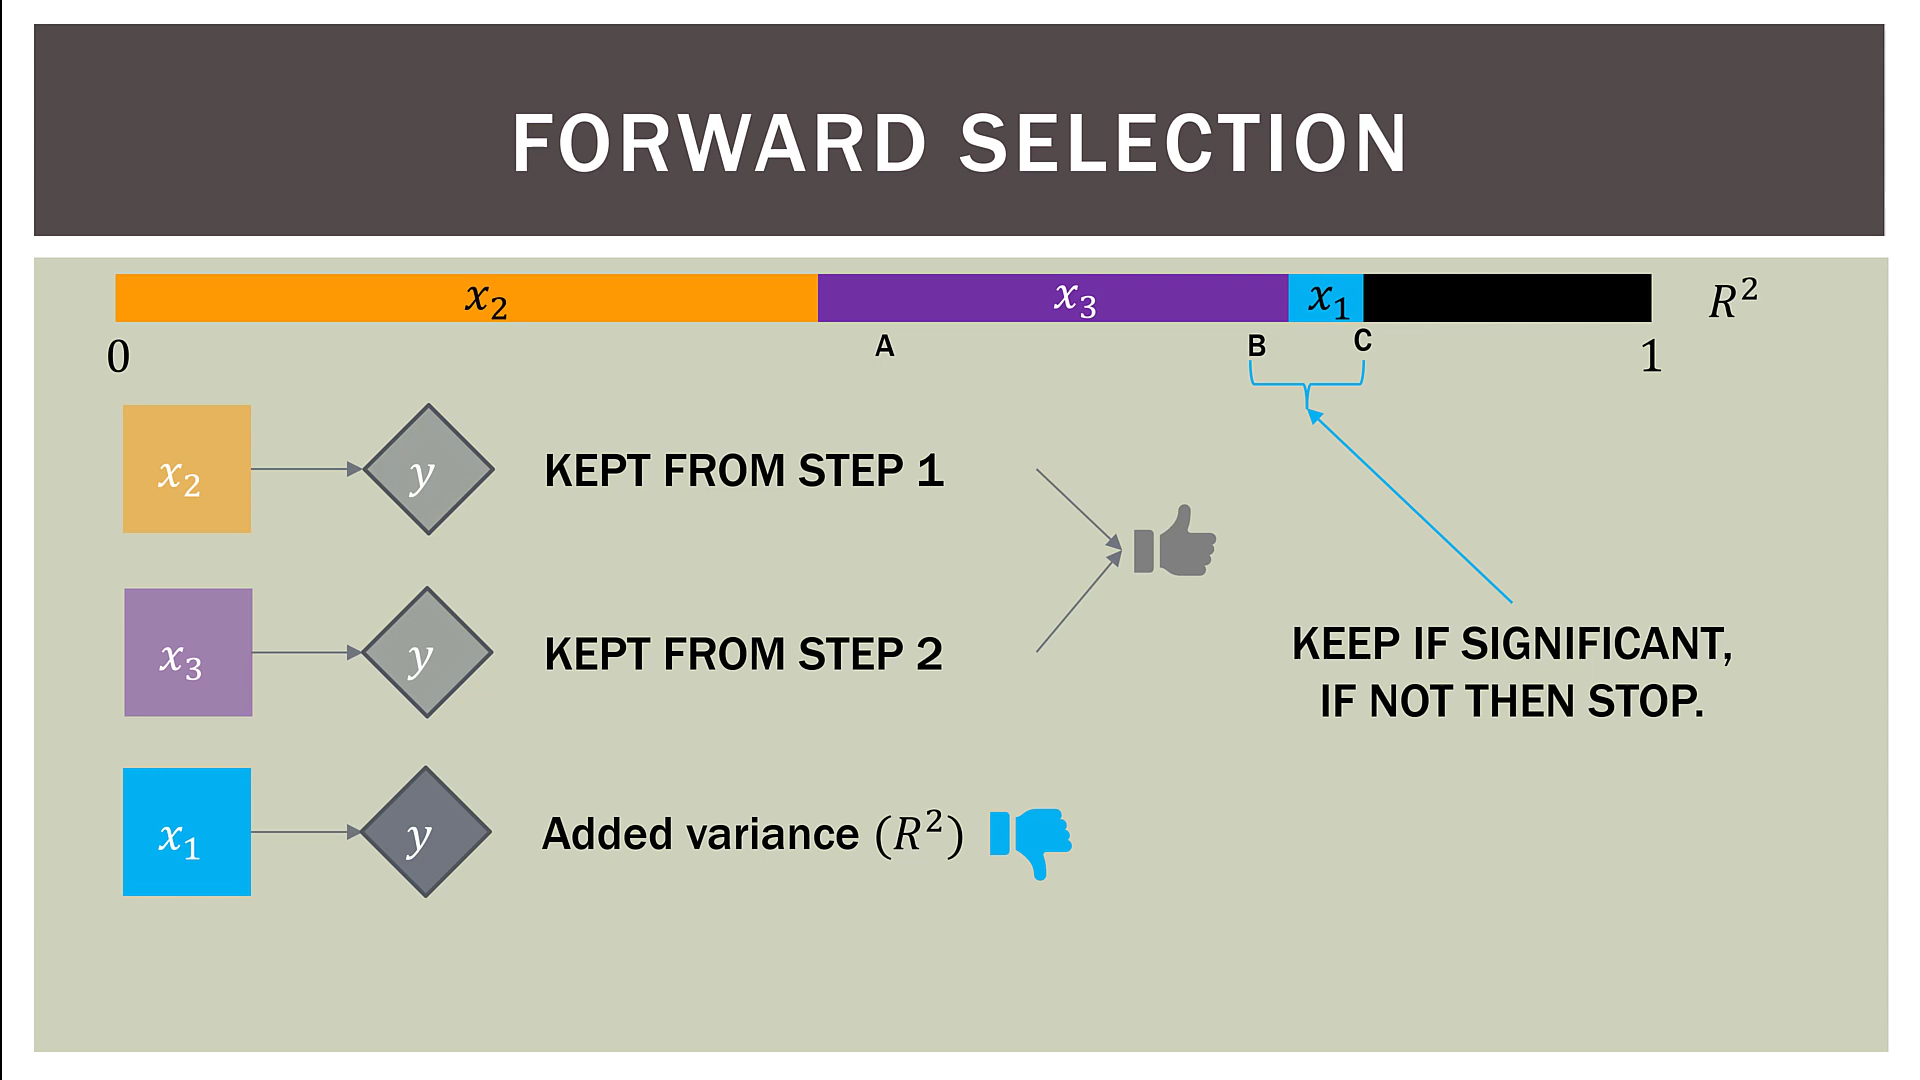 FORWARD SELECTION
x₂ x₃ x₁ R²
A B C
0 1
x₂ y KEPT FROM STEP 1
x₃ y KEPT FROM STEP 2
KEEP IF SIGNIFICANT,
IF NOT THEN STOP.
x₁ y Added variance (R²)